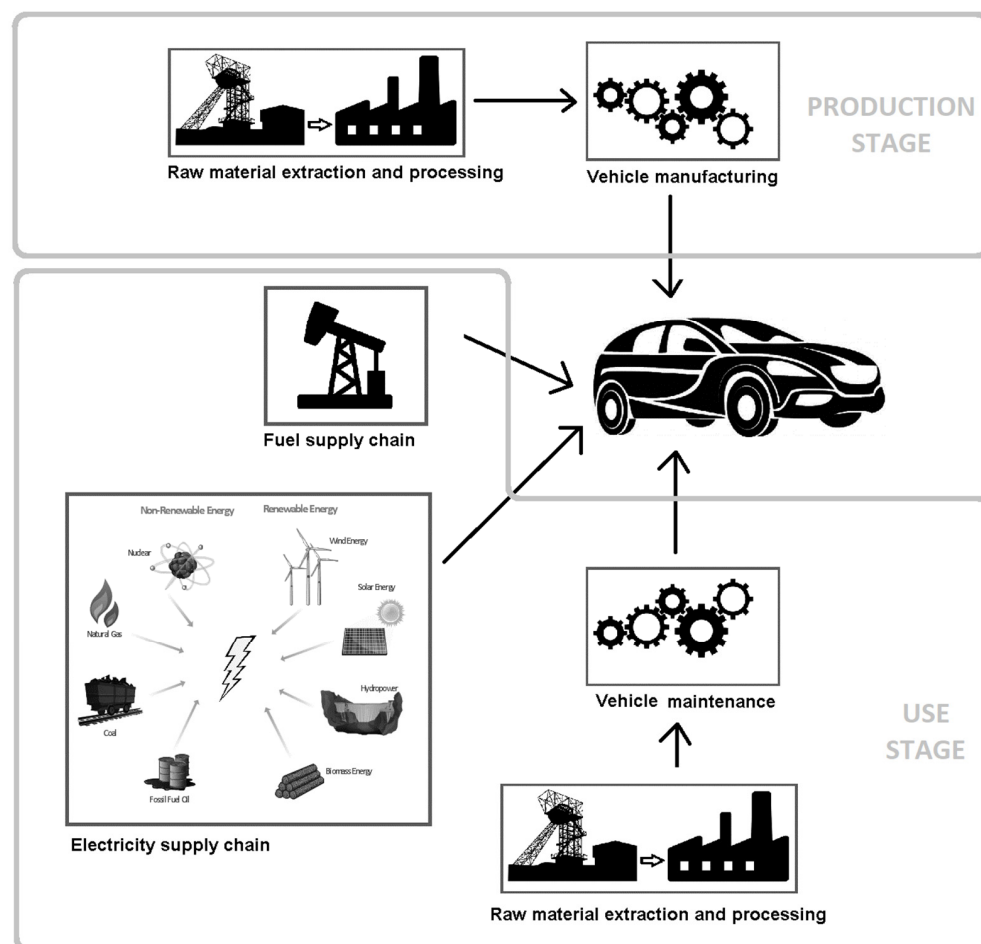 Raw material extraction and processing
Vehicle manufacturing
PRODUCTION
STAGE
Fuel supply chain
Non-Renewable Energy
Renewable Energy
Nuclear
Wind Energy
Natural Gas
Solar Energy
Coal
Hydropower
Fossil Fuel Oil
Biomass Energy
Electricity supply chain
Vehicle maintenance
USE
STAGE
Raw material extraction and processing